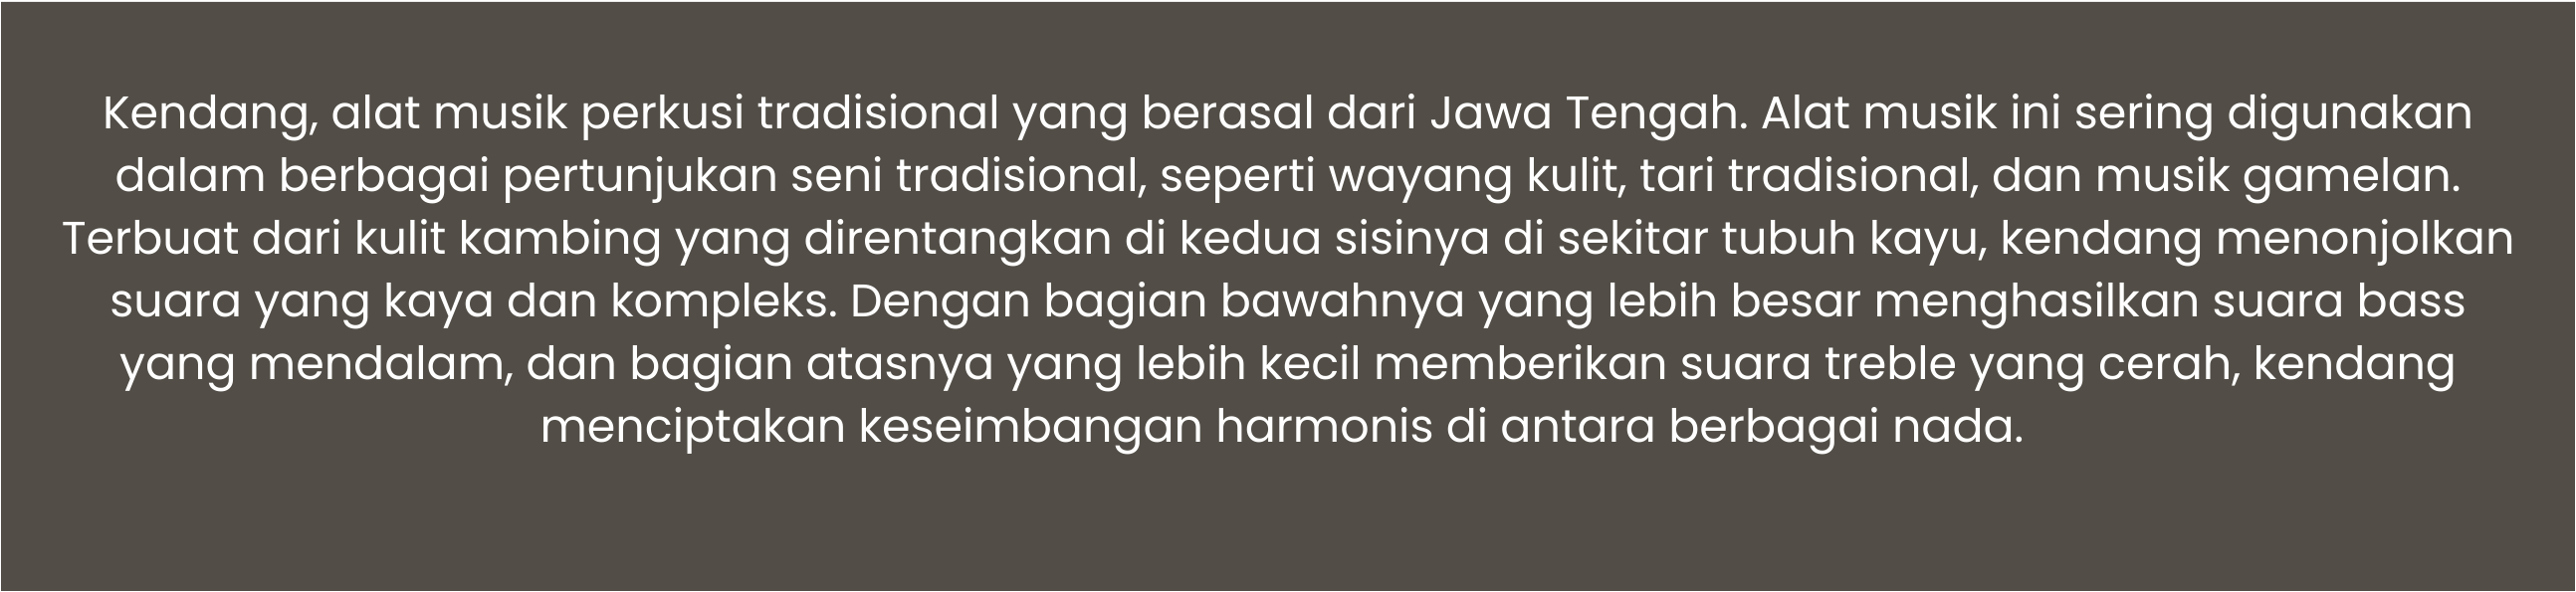 Kendang, alat musik perkusi tradisional yang berasal dari Jawa Tengah. Alat musik ini sering digunakan
dalam berbagai pertunjukan seni tradisional, seperti wayang kulit, tari tradisional, dan musik gamelan.
Terbuat dari kulit kambing yang direntangkan di kedua sisinya di sekitar tubuh kayu, kendang menonjolkan
suara yang kaya dan kompleks. Dengan bagian bawahnya yang lebih besar menghasilkan suara bass
yang mendalam, dan bagian atasnya yang lebih kecil memberikan suara treble yang cerah, kendang
menciptakan keseimbangan harmonis di antara berbagai nada.